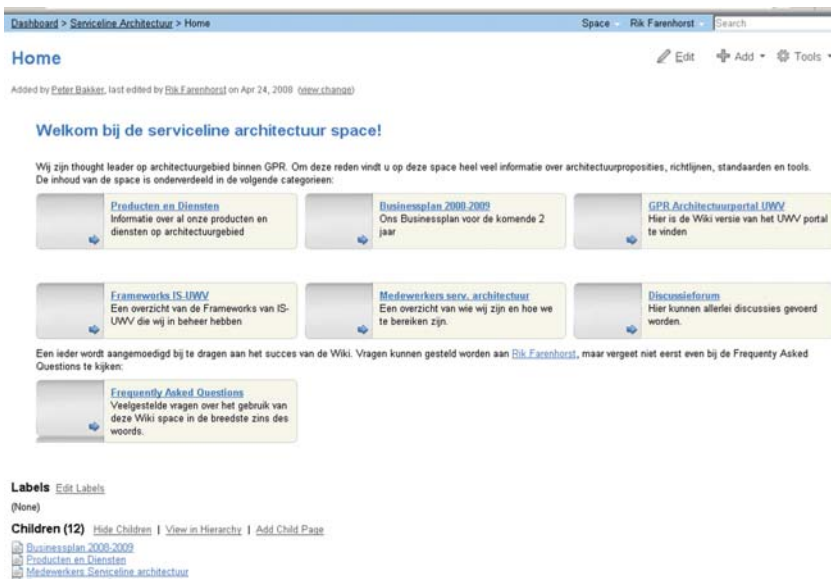 Dashboard > Serviceline Architectuur > Home
Space Rik Farenhorst Search
Home
Edit Add Tools
Added by Peter Bakker, last edited by Rik Farenhorst on Apr 24, 2008 (view change)
Welkom bij de serviceline architectuur space!
Wij zijn thought leader op architectuurgebied binnen GPR. Om deze reden vindt u op deze space heel veel informatie over architectuurproposities, richtlijnen, standaarden en tools.
De inhoud van de space is onderverdeeld in de volgende categorieen:
Producten en Diensten
Informatie over al onze producten en
diensten op architectuurgebied
Businessplan 2008-2009
Ons Businessplan voor de komende 2
jaar
GPR Architectuurportal UWV
Hier is de Wiki versie van het UWV portal
te vinden
Frameworks IS-UWV
Een overzicht van de Frameworks van IS-
UWV die wij in beheer hebben
Medewerkers serv. architectuur
Een overzicht van wie wij zijn en hoe we
te bereiken zijn.
Discussieforum
Hier kunnen allerlei discussies gevoerd
worden.
Een ieder wordt aangemoedigd bij te dragen aan het succes van de Wiki. Vragen kunnen gesteld worden aan Rik Farenhorst, maar vergeet niet eerst even bij de Frequenty Asked
Questions te kijken:
Frequently Asked Questions
Veelgestelde vragen over het gebruik van
deze Wiki space in de breedste zins des
woords.
Labels Edit Labels
(None)
Children (12) Hide Children | View in Hierarchy | Add Child Page
Businessplan 2008-2009
Producten en Diensten
Medewerkers Serviceline architectuur